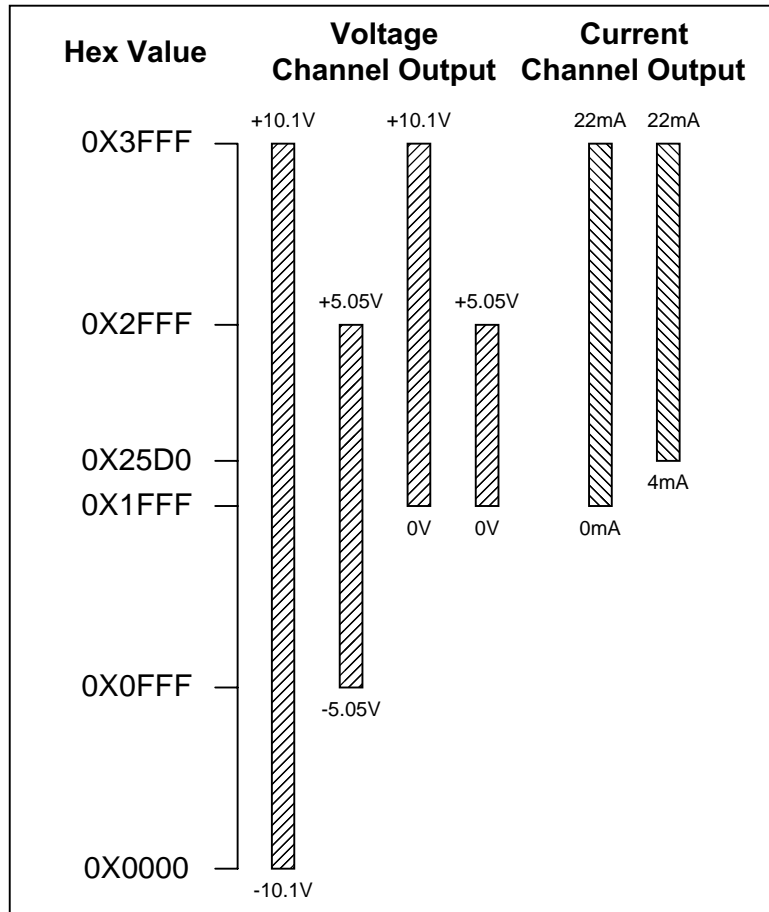 Hex Value
Voltage
Channel Output
Current
Channel Output
+10.1V
+10.1V
22mA
22mA
0X3FFF
+5.05V
+5.05V
0X2FFF
0X25D0
4mA
0X1FFF
0V
0V
0mA
0X0FFF
-5.05V
0X0000
-10.1V